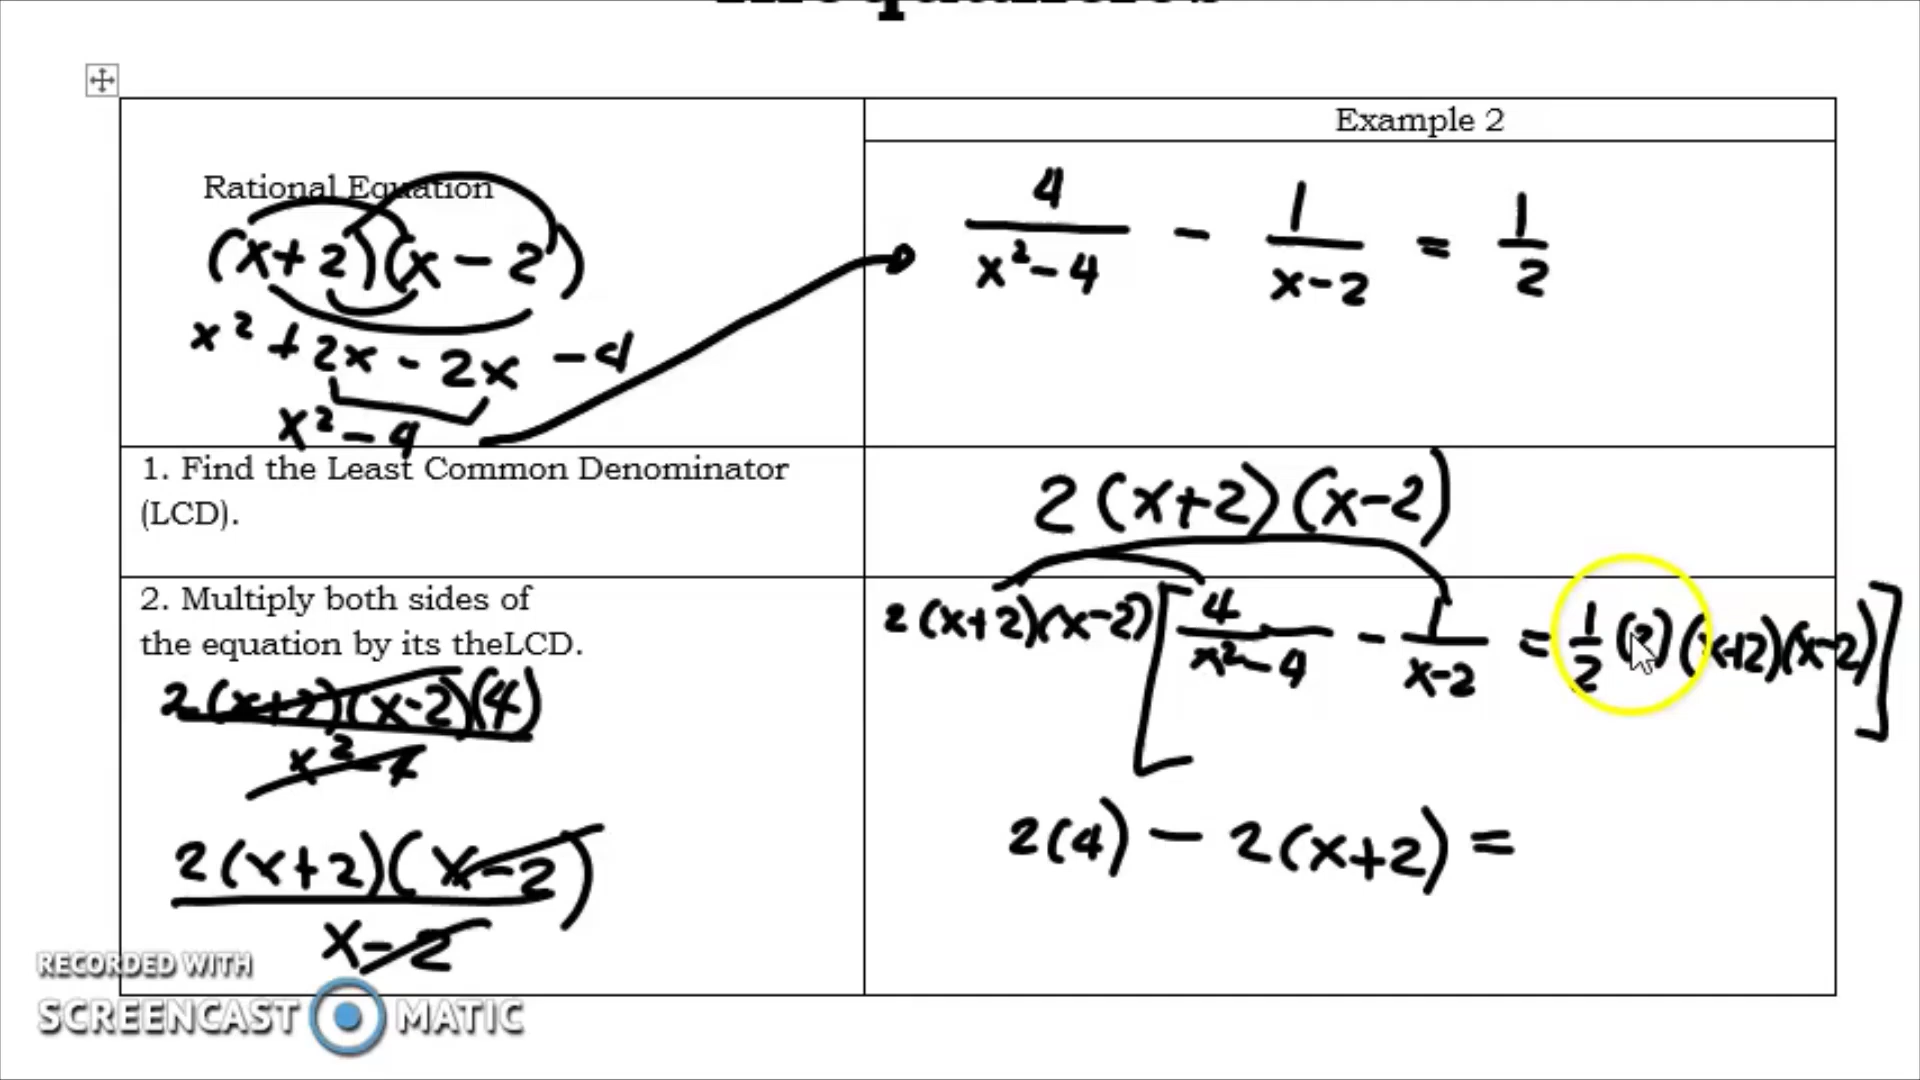 Example 2
Rational Equation
(x+2)(x-2)
x² + 2x - 2x - 4
x² - 4
4/(x²-4) - 1/(x-2) = 1/2
1. Find the Least Common Denominator
(LCD).
2(x+2)(x-2)
2. Multiply both sides of
the equation by its theLCD.
2(x+2)(x-2)(4)
x²-4
2(x+2)(x-2)
x-2
2(x+2)(x-2)[4/(x²-4) - 1/(x-2) = 1/2 (2)(x+2)(x-2)]
2(4) - 2(x+2) =
RECORDED WITH
SCREENCAST MATIC